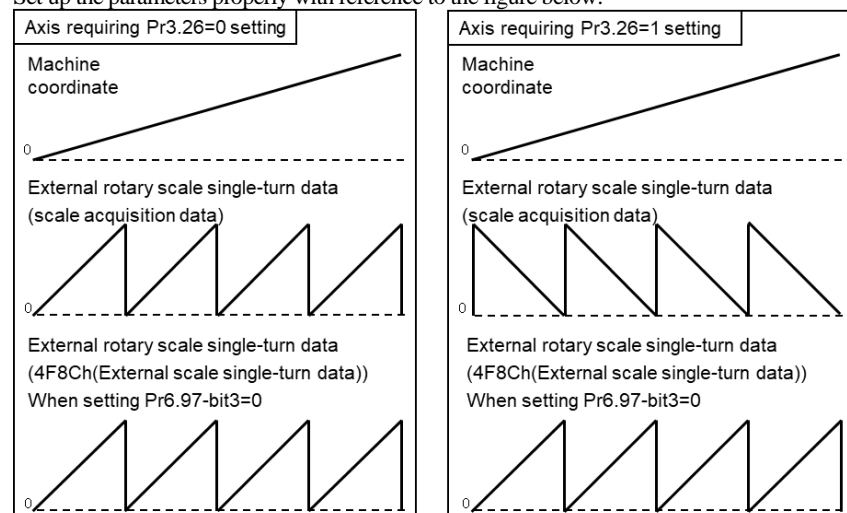 Set up the parameters properly with reference to the figure below.
Axis requiring Pr3.26=0 setting
Machine
coordinate
0
External rotary scale single-turn data
(scale acquisition data)
0
External rotary scale single-turn data
(4F8Ch(External scale single-turn data))
When setting Pr6.97-bit3=0
0
Axis requiring Pr3.26=1 setting
Machine
coordinate
0
External rotary scale single-turn data
(scale acquisition data)
0
External rotary scale single-turn data
(4F8Ch(External scale single-turn data))
When setting Pr6.97-bit3=0
0